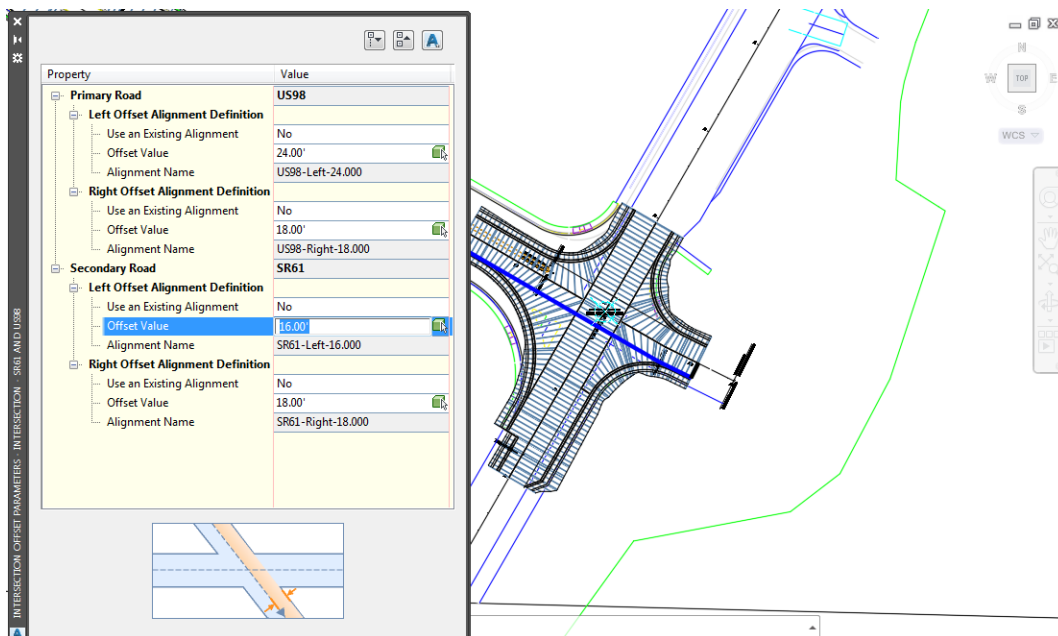 Property Value
Primary Road US98
Left Offset Alignment Definition
Use an Existing Alignment No
Offset Value 24.00'
Alignment Name US98-Left-24.000
Right Offset Alignment Definition
Use an Existing Alignment No
Offset Value 18.00'
Alignment Name US98-Right-18.000
Secondary Road SR61
Left Offset Alignment Definition
Use an Existing Alignment No
Offset Value 16.00'
Alignment Name SR61-Left-16.000
Right Offset Alignment Definition
Use an Existing Alignment No
Offset Value 18.00'
Alignment Name SR61-Right-18.000
INTERSECTION OFFSET PARAMETERS - INTERSECTION - SR61 AND US98
N
W TOP E
S
WCS